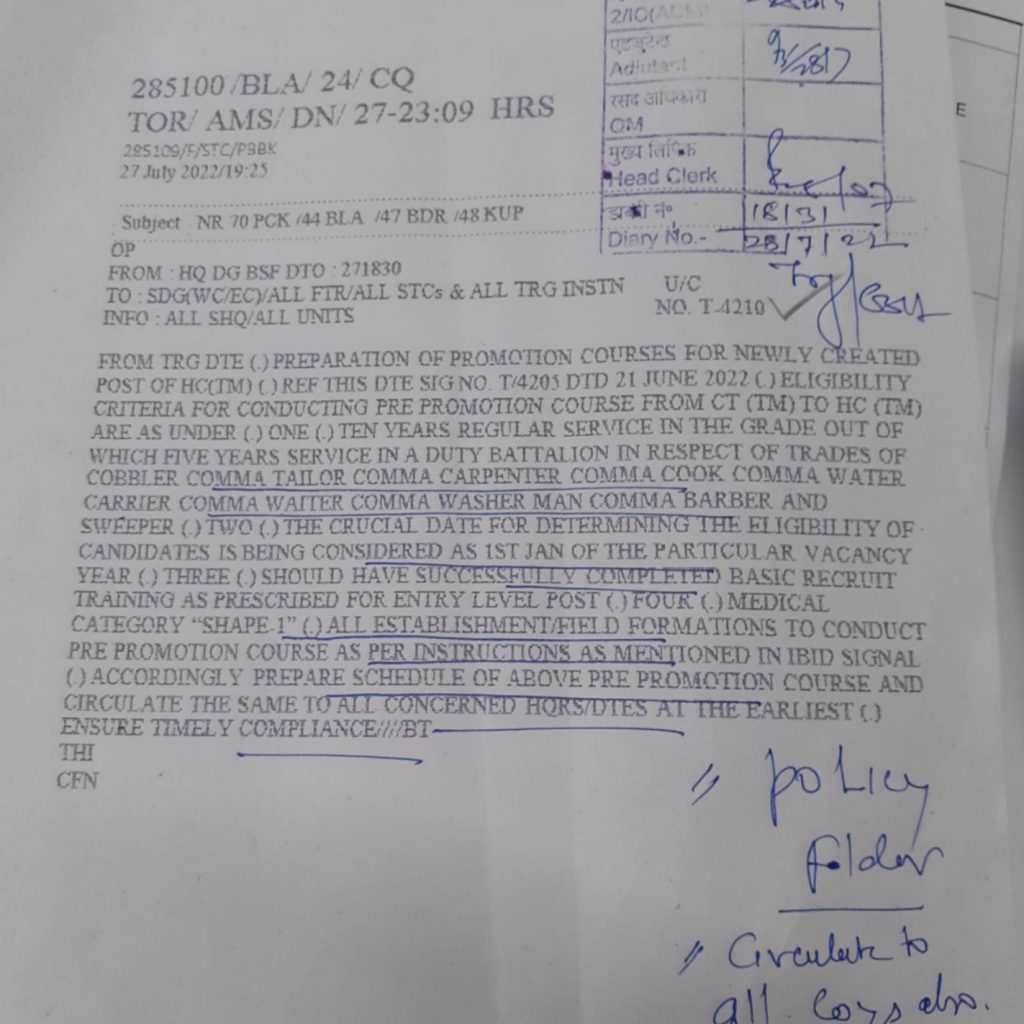 2/IC(ADM)
एडजुटेन्ट
Adjutant
रसद अधिकारी
QM
मुख्य लिपिक
Head Clerk
डायरी नं०
18131
Diary No.-
28/7/22
E
285100 /BLA/ 24/ CQ
TOR/ AMS/ DN/ 27-23:09 HRS
285109/F/STC/PBBK
27 July 2022/19:25
Subject NR 70 PCK /44 BLA /47 BDR /48 KUP
OP
FROM : HQ DG BSF DTO : 271830
TO : SDG(WC/EC)/ALL FTR/ALL STCs & ALL TRG INSTN U/C
INFO : ALL SHQ/ALL UNITS NO. T-4210
FROM TRG DTE (.) PREPARATION OF PROMOTION COURSES FOR NEWLY CREATED
POST OF HC(TM) (.) REF THIS DTE SIG NO. T/4205 DTD 21 JUNE 2022 (.) ELIGIBILITY
CRITERIA FOR CONDUCTING PRE PROMOTION COURSE FROM CT (TM) TO HC (TM)
ARE AS UNDER (.) ONE (.) TEN YEARS REGULAR SERVICE IN THE GRADE OUT OF
WHICH FIVE YEARS SERVICE IN A DUTY BATTALION IN RESPECT OF TRADES OF
COBBLER COMMA TAILOR COMMA CARPENTER COMMA COOK COMMA WATER
CARRIER COMMA WAITER COMMA WASHER MAN COMMA BARBER AND
SWEEPER (.) TWO (.) THE CRUCIAL DATE FOR DETERMINING THE ELIGIBILITY OF
CANDIDATES IS BEING CONSIDERED AS 1ST JAN OF THE PARTICULAR VACANCY
YEAR (.) THREE (.) SHOULD HAVE SUCCESSFULLY COMPLETED BASIC RECRUIT
TRAINING AS PRESCRIBED FOR ENTRY LEVEL POST (.) FOUR (.) MEDICAL
CATEGORY “SHAPE-1” (.) ALL ESTABLISHMENT/FIELD FORMATIONS TO CONDUCT
PRE PROMOTION COURSE AS PER INSTRUCTIONS AS MENTIONED IN IBID SIGNAL
(.) ACCORDINGLY PREPARE SCHEDULE OF ABOVE PRE PROMOTION COURSE AND
CIRCULATE THE SAME TO ALL CONCERNED HQRS/DTES AT THE EARLIEST (.)
ENSURE TIMELY COMPLIANCE////BT
THI
CFN
〃 policy
folder
〃 Circulate to
all Coys also.